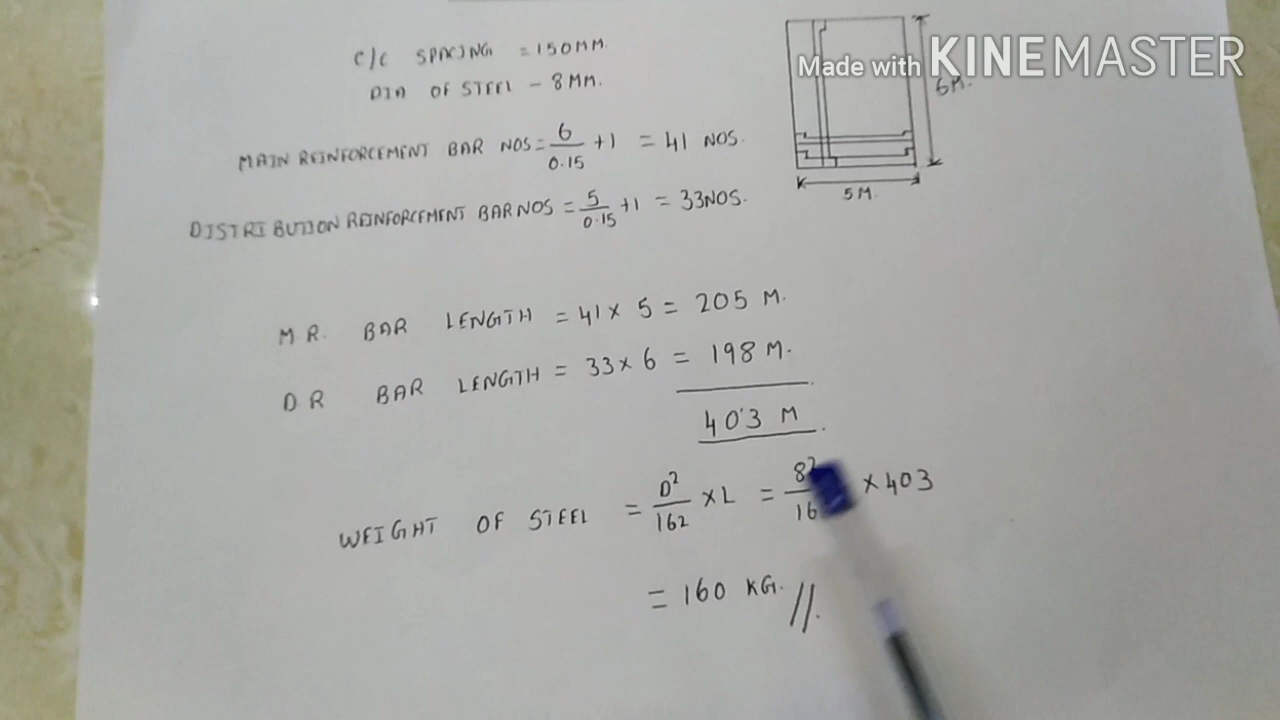 C/C SPACING = 150MM.
DIA OF STEEL - 8MM.
MAIN REINFORCEMENT BAR NOS = 6/0.15 + 1 = 41 NOS.
DISTRIBUTION REINFORCEMENT BAR NOS = 5/0.15 + 1 = 33NOS.
M.R. BAR LENGTH = 41 × 5 = 205 M.
D.R BAR LENGTH = 33 × 6 = 198 M.
403 M.
WEIGHT OF STEEL = D²/162 × L = 8²/16 × 403
= 160 KG. //.
Made with KINEMASTER
6M.
5M.